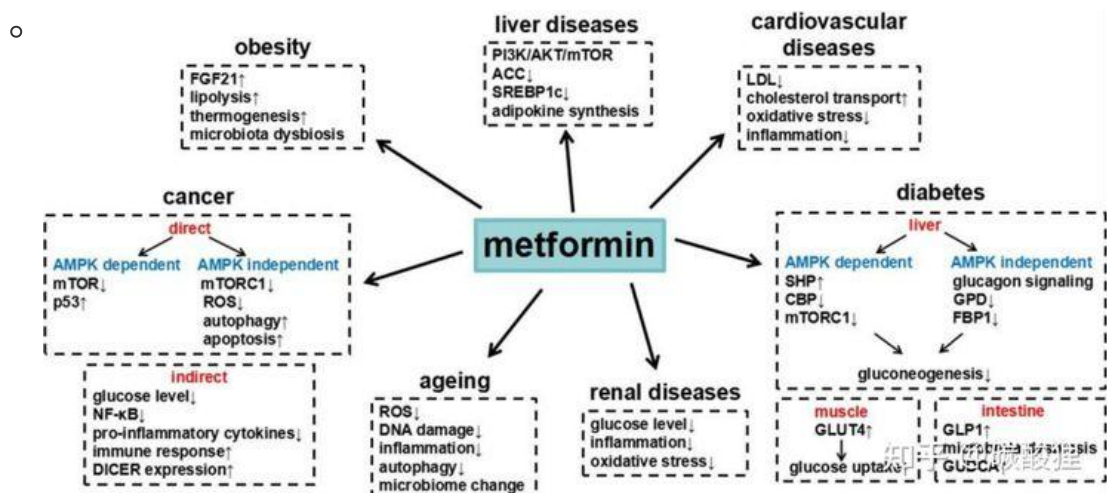 obesity
FGF21↑
lipolysis↑
thermogenesis↑
microbiota dysbiosis
liver diseases
PI3K/AKT/mTOR
ACC↓
SREBP1c↓
adipokine synthesis
cardiovascular
diseases
LDL↓
cholesterol transport↑
oxidative stress↓
inflammation↓
cancer
direct
AMPK dependent
mTOR↓
p53↑
AMPK independent
mTORC1↓
ROS↓
autophagy↑
apoptosis↑
indirect
glucose level↓
NF-κB↓
pro-inflammatory cytokines↓
immune response↑
DICER expression↑
metformin
ageing
ROS↓
DNA damage↓
inflammation↓
autophagy↓
microbiome change
renal diseases
glucose level↓
inflammation↓
oxidative stress↓
diabetes
liver
AMPK dependent
SHP↑
CBP↓
mTORC1↓
AMPK independent
glucagon signaling
GPD↓
FBP1↓
gluconeogenesis↓
muscle
GLUT4↑
glucose uptake
intestine
GLP1↑
GUDCA
知乎 @碳酸狸